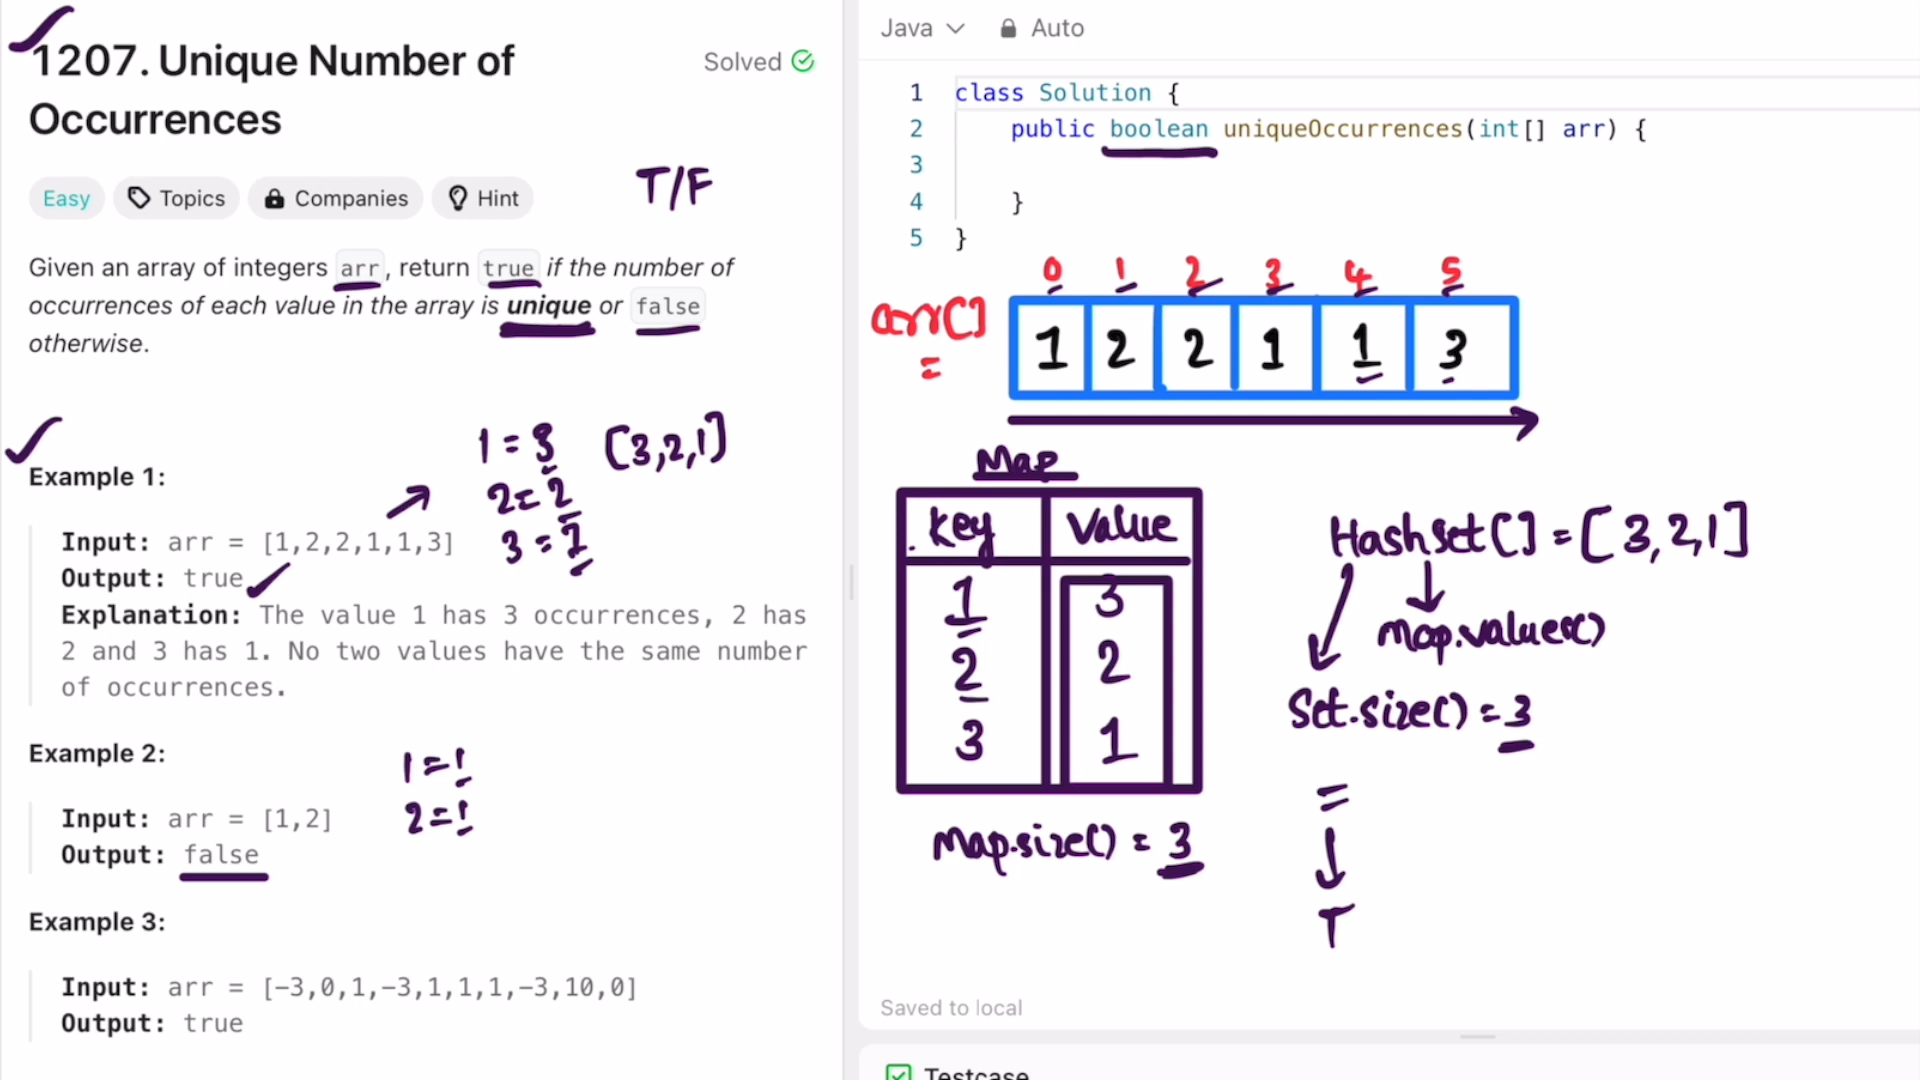 1207. Unique Number of
Occurrences
Solved
Easy
Topics
Companies
Hint
T/F
Given an array of integers arr, return true if the number of
occurrences of each value in the array is unique or false
otherwise.
1 = 3
[3,2,1]
2 = 2
3 = 1
Example 1:
Input: arr = [1,2,2,1,1,3]
Output: true
Explanation: The value 1 has 3 occurrences, 2 has
2 and 3 has 1. No two values have the same number
of occurrences.
Example 2:
1 = 1
2 = 1
Input: arr = [1,2]
Output: false
Example 3:
Input: arr = [-3,0,1,-3,1,1,1,-3,10,0]
Output: true
Java
Auto
1 class Solution {
2 public boolean uniqueOccurrences(int[] arr) {
3
4 }
5 }
0 1 2 3 4 5
arr[]
=
1 2 2 1 1 3
Map
Key Value
1 3
2 2
3 1
Map.size() = 3
Hashset[] = [3,2,1]
map.values()
Set.size() = 3
=
T
Saved to local
Testcase